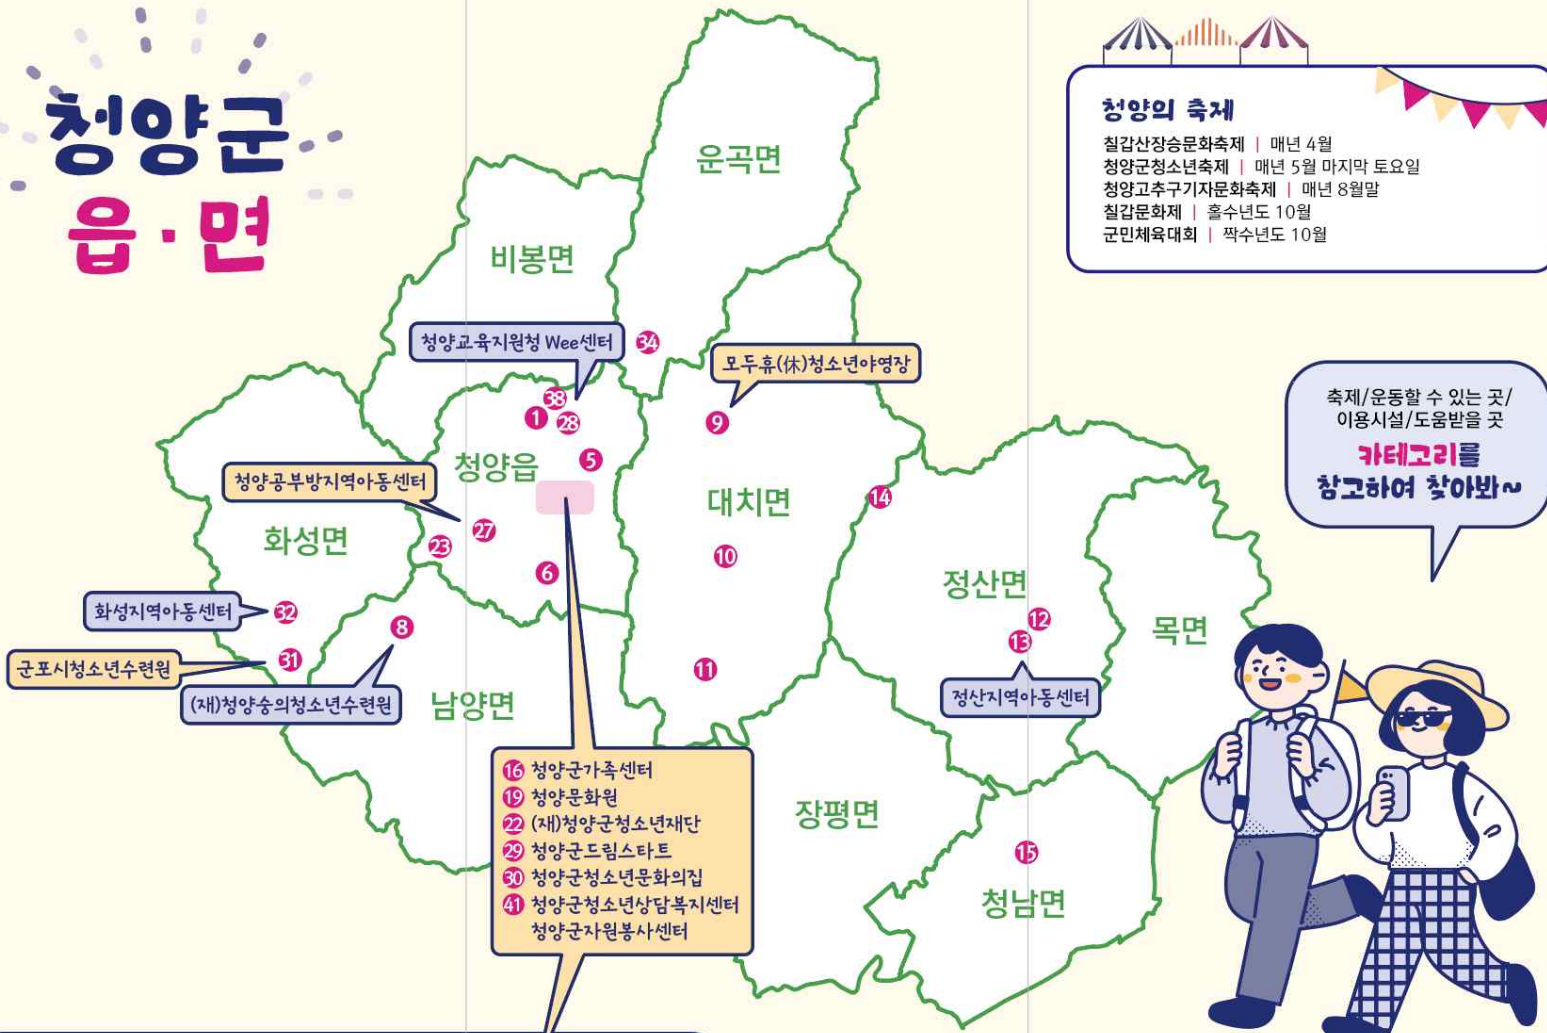 청양군
읍·면
청양의 축제
칠갑산장승문화축제 | 매년 4월
청양군청소년축제 | 매년 5월 마지막 토요일
청양고추구기자문화축제 | 매년 8월말
칠갑문화제 | 홀수년도 10월
군민체육대회 | 짝수년도 10월
운곡면
비봉면
청양교육지원청 Wee센터
34
모두휴(休)청소년야영장
38
1
28
9
축제/운동할 수 있는 곳/
이용시설/도움받을 곳
카테고리를
참고하여 찾아봐~
청양읍
5
청양공부방지역아동센터
대치면
14
화성면
27
23
10
6
정산면
화성지역아동센터
32
8
12
13
목면
군포시청소년수련원
31
11
(재)청양숭의청소년수련원
남양면
정산지역아동센터
16 청양군가족센터
19 청양문화원
22 (재)청양군청소년재단
29 청양군드림스타트
30 청양군청소년문화의집
41 청양군청소년상담복지센터
청양군자원봉사센터
장평면
15
청남면